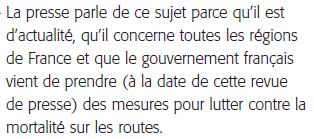 - La presse parle de ce sujet parce qu'il est
d'actualité, qu'il concerne toutes les régions
de France et que le gouvernement français
vient de prendre (à la date de cette revue
de presse) des mesures pour lutter contre la
mortalité sur les routes.